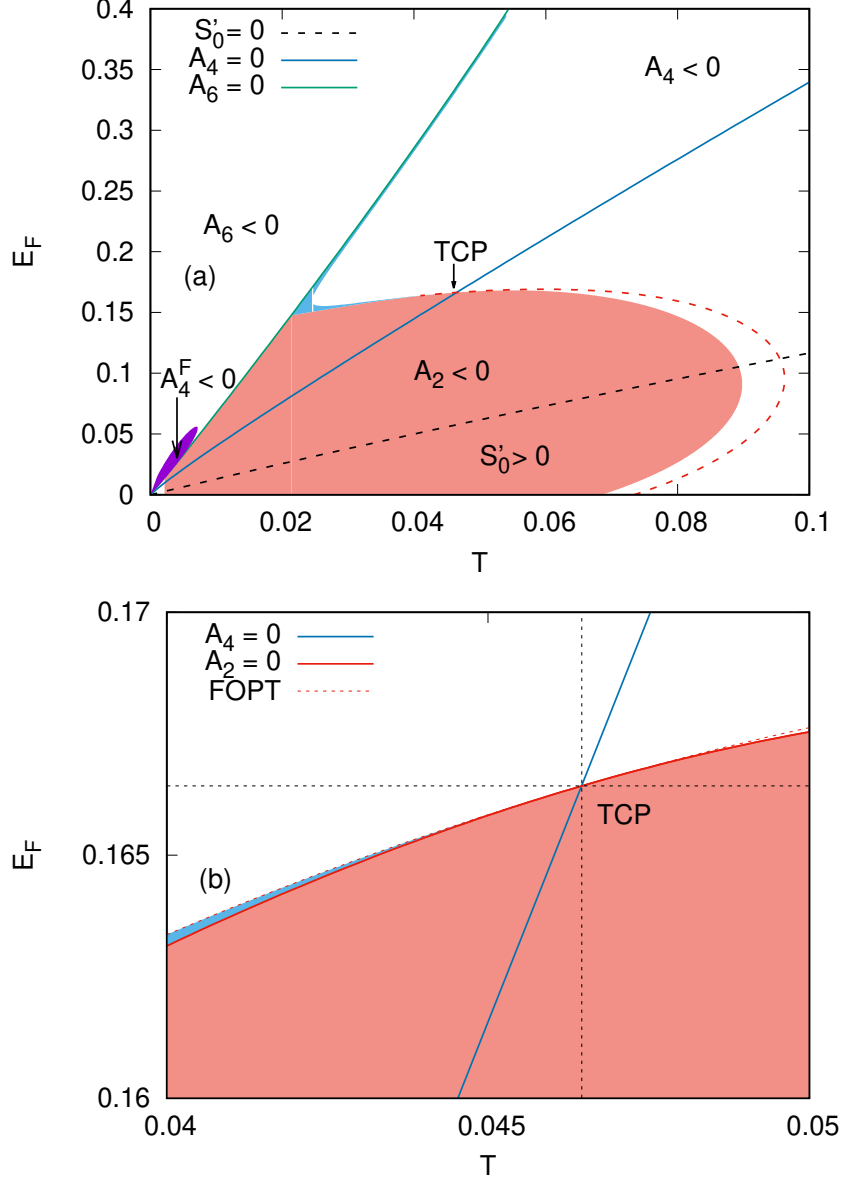 0.4
S'₀ = 0
A₄ = 0
A₆ = 0
A₄ < 0
0.35
0.3
0.25
A₆ < 0
0.2
TCP
(a)
E_F
0.15
0.1
A₄^F < 0
A₂ < 0
0.05
S'₀ > 0
0
0 0.02 0.04 0.06 0.08 0.1
T
0.17
A₄ = 0
A₂ = 0
FOPT
TCP
E_F
0.165
(b)
0.16
0.04 0.045 0.05
T